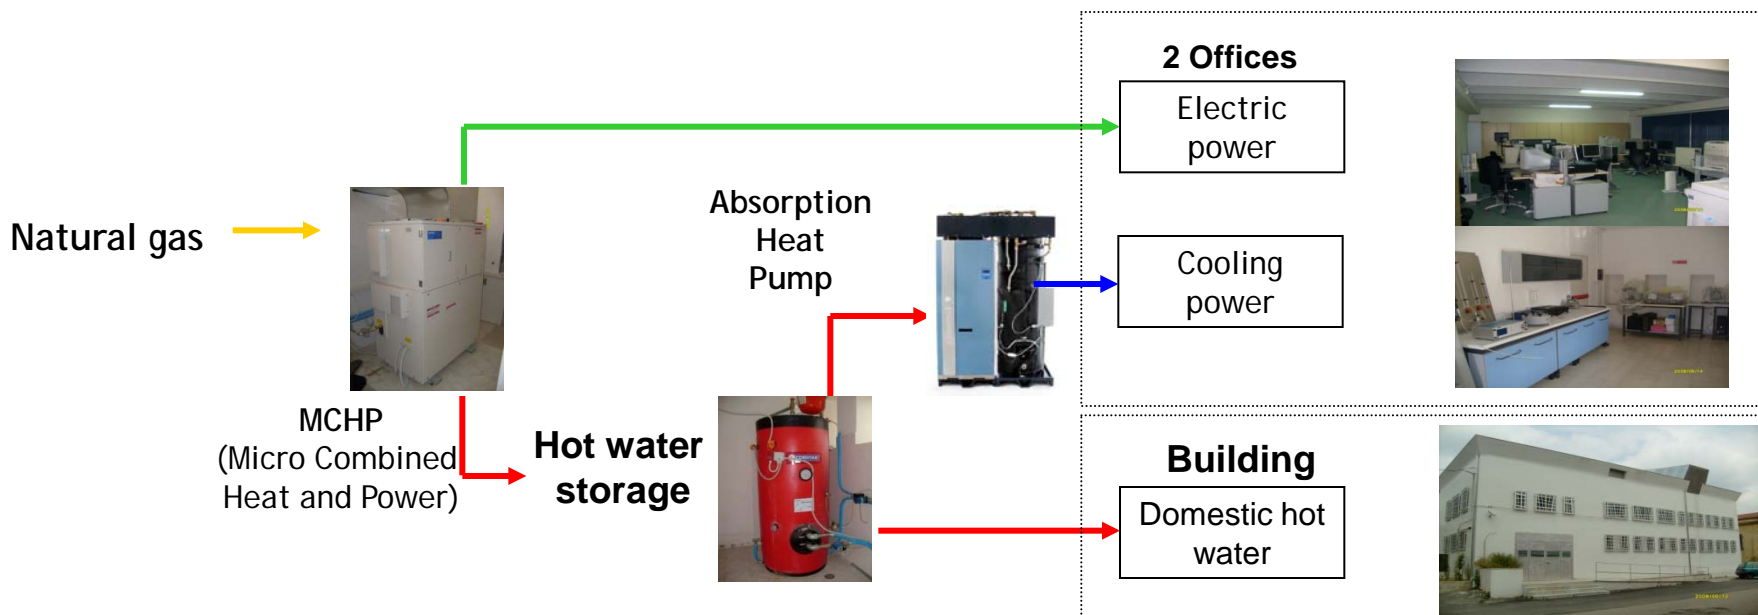 2 Offices
Electric
power
Absorption
Heat
Pump
Natural gas
Cooling
power
MCHP
(Micro Combined
Heat and Power)
Hot water
storage
Building
Domestic hot
water